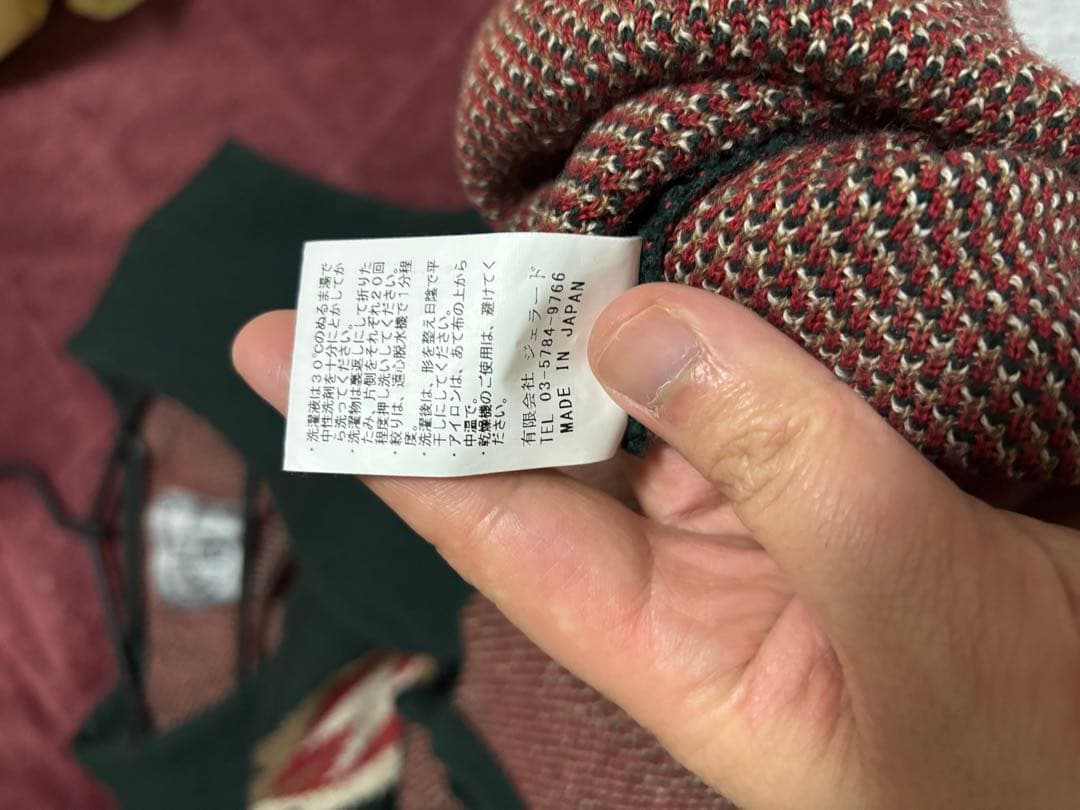 ・洗濯液は30℃のぬるま湯で
中性洗剤を十分にとかしてか
ら洗ってください。
・洗濯物は裏返しにして折りた
たみ、片側をそれぞれ20回
程度押し洗いしてください。
・絞りは、遠心脱水機で1分程
度。
・洗濯後は、形を整え日陰で平
干しにしてください。
・アイロンは、あて布の上から
中温で。
・乾燥機のご使用は、避けてく
ださい。
有限会社 ジェラード
TEL 03-5784-9766
MADE IN JAPAN